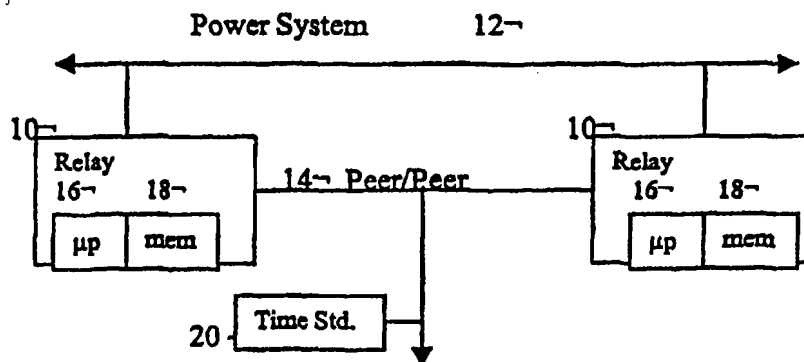 Power System 12¬
10¬ 10¬
Relay Relay
16¬ 18¬ 14¬ Peer/Peer 16¬ 18¬
µp mem µp mem
Time Std.
20